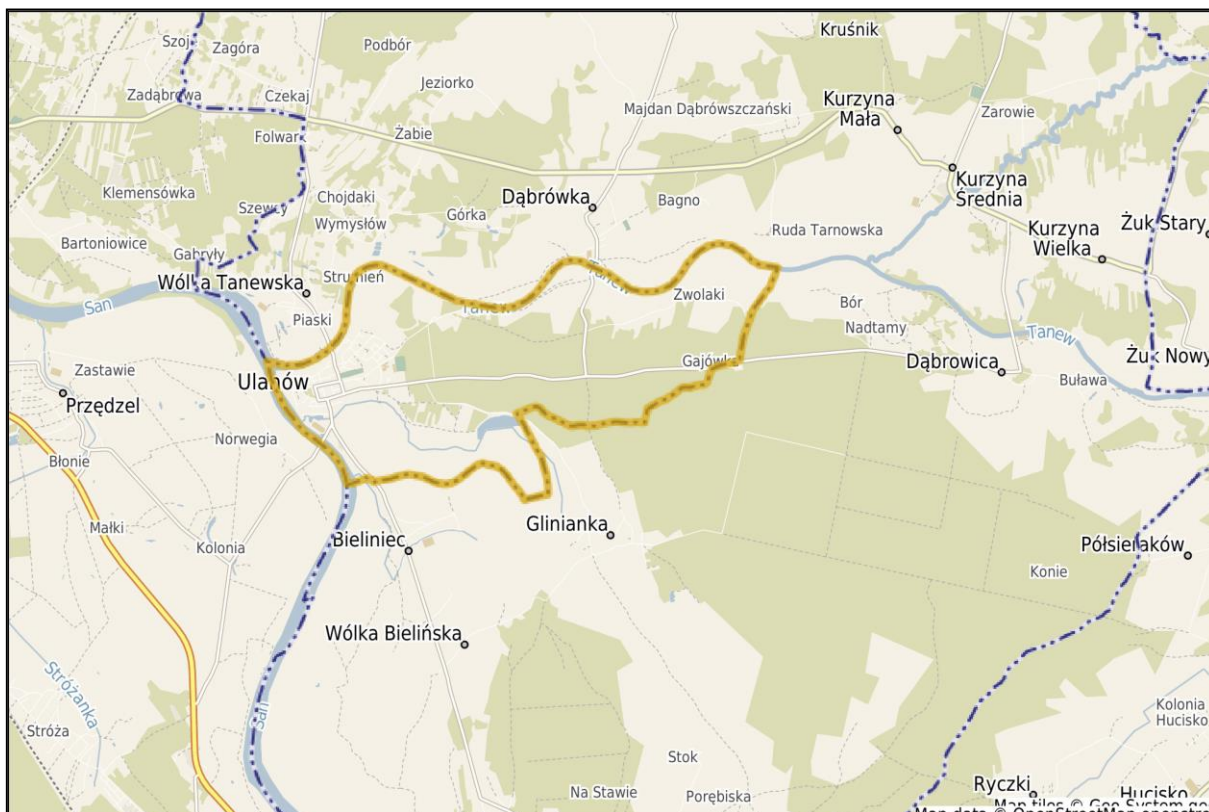 Szoj
Zagóra
Podbór
Kruśnik
Jeziorko
Zadąbrowa
Czekaj
Majdan Dąbrówszczański
Kurzyna
Mała
Zarowie
Folwar
Żabie
Klemensówka
Chojdaki
Kurzyna
Średnia
Szewcy
Dąbrówka
Bagno
Wymysłów
Górka
Bartoniowice
Ruda Tarnowska
Kurzyna
Wielka
Żuk Stary
Gabryły
Wólka Tanewska
Strumień
Tanew
Zwolaki
San
Piaski
Tanew
Bór
Nadtamy
Tanew
Gajówka
Dąbrowica
Żuk Nowy
Zastawie
Ulanów
Buława
Przędzel
Norwegia
Błonie
Małki
Glinianka
Kolonia
Bieliniec
Półsieraków
Konie
Wólka Bielińska
Stróżanka
San
Kolonia
Hucisko
Stróża
Stok
Ryczki
Na Stawie
Porębiska
Hucisko